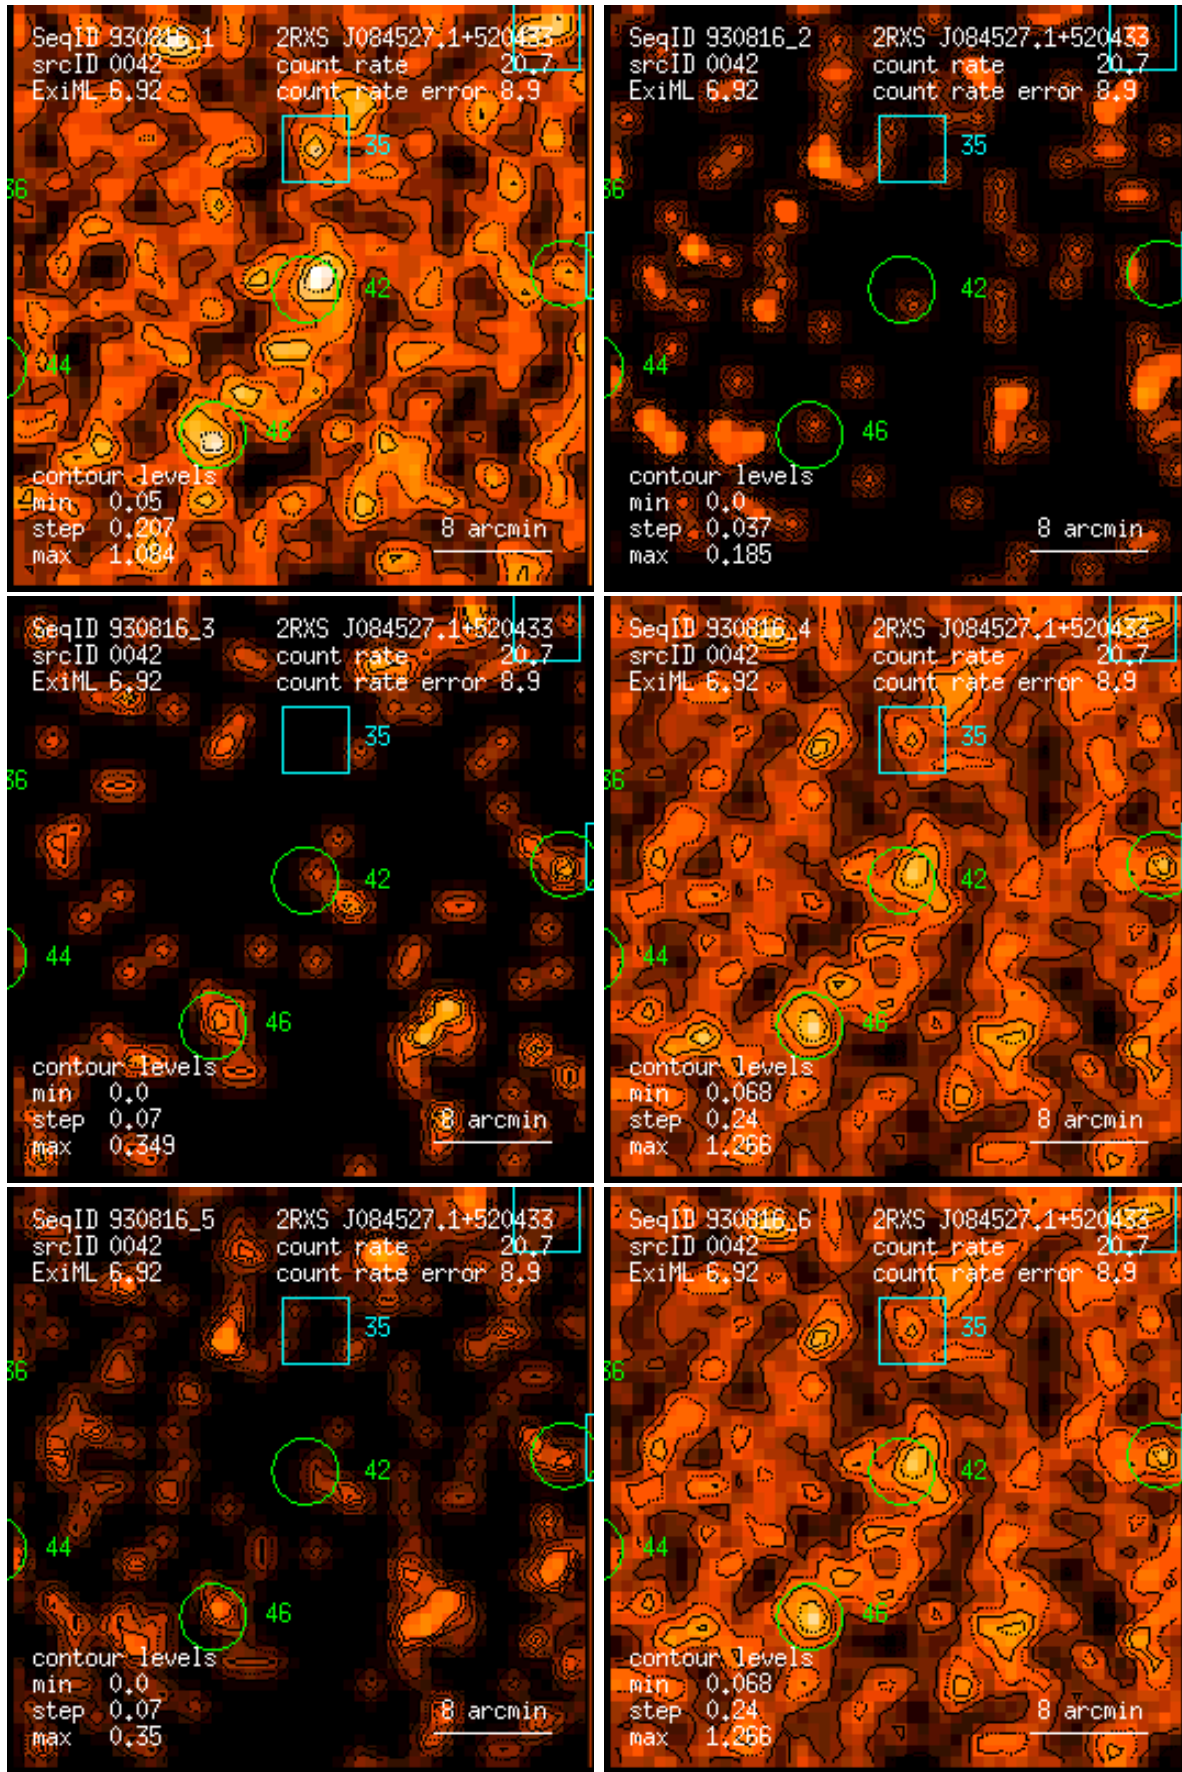 SeqID 930816_1 2RXS J084527.1+520433
srcID 0042 count rate 20.7
ExiML 6.92 count rate error 8.9
35
36
42
44
46
contour levels
min 0.05
step 0.207 8 arcmin
max 1.084
SeqID 930816_2 2RXS J084527.1+520433
srcID 0042 count rate 20.7
ExiML 6.92 count rate error 8.9
35
36
42
44
46
contour levels
min 0.0
step 0.037 8 arcmin
max 0.185
SeqID 930816_3 2RXS J084527.1+520433
srcID 0042 count rate 20.7
ExiML 6.92 count rate error 8.9
35
36
42
44
46
contour levels
min 0.0
step 0.07 8 arcmin
max 0.349
SeqID 930816_4 2RXS J084527.1+520433
srcID 0042 count rate 20.7
ExiML 6.92 count rate error 8.9
35
36
42
44
46
contour levels
min 0.068
step 0.24 8 arcmin
max 1.266
SeqID 930816_5 2RXS J084527.1+520433
srcID 0042 count rate 20.7
ExiML 6.92 count rate error 8.9
35
36
42
44
46
contour levels
min 0.0
step 0.07 8 arcmin
max 0.35
SeqID 930816_6 2RXS J084527.1+520433
srcID 0042 count rate 20.7
ExiML 6.92 count rate error 8.9
35
36
42
44
46
contour levels
min 0.068
step 0.24 8 arcmin
max 1.266